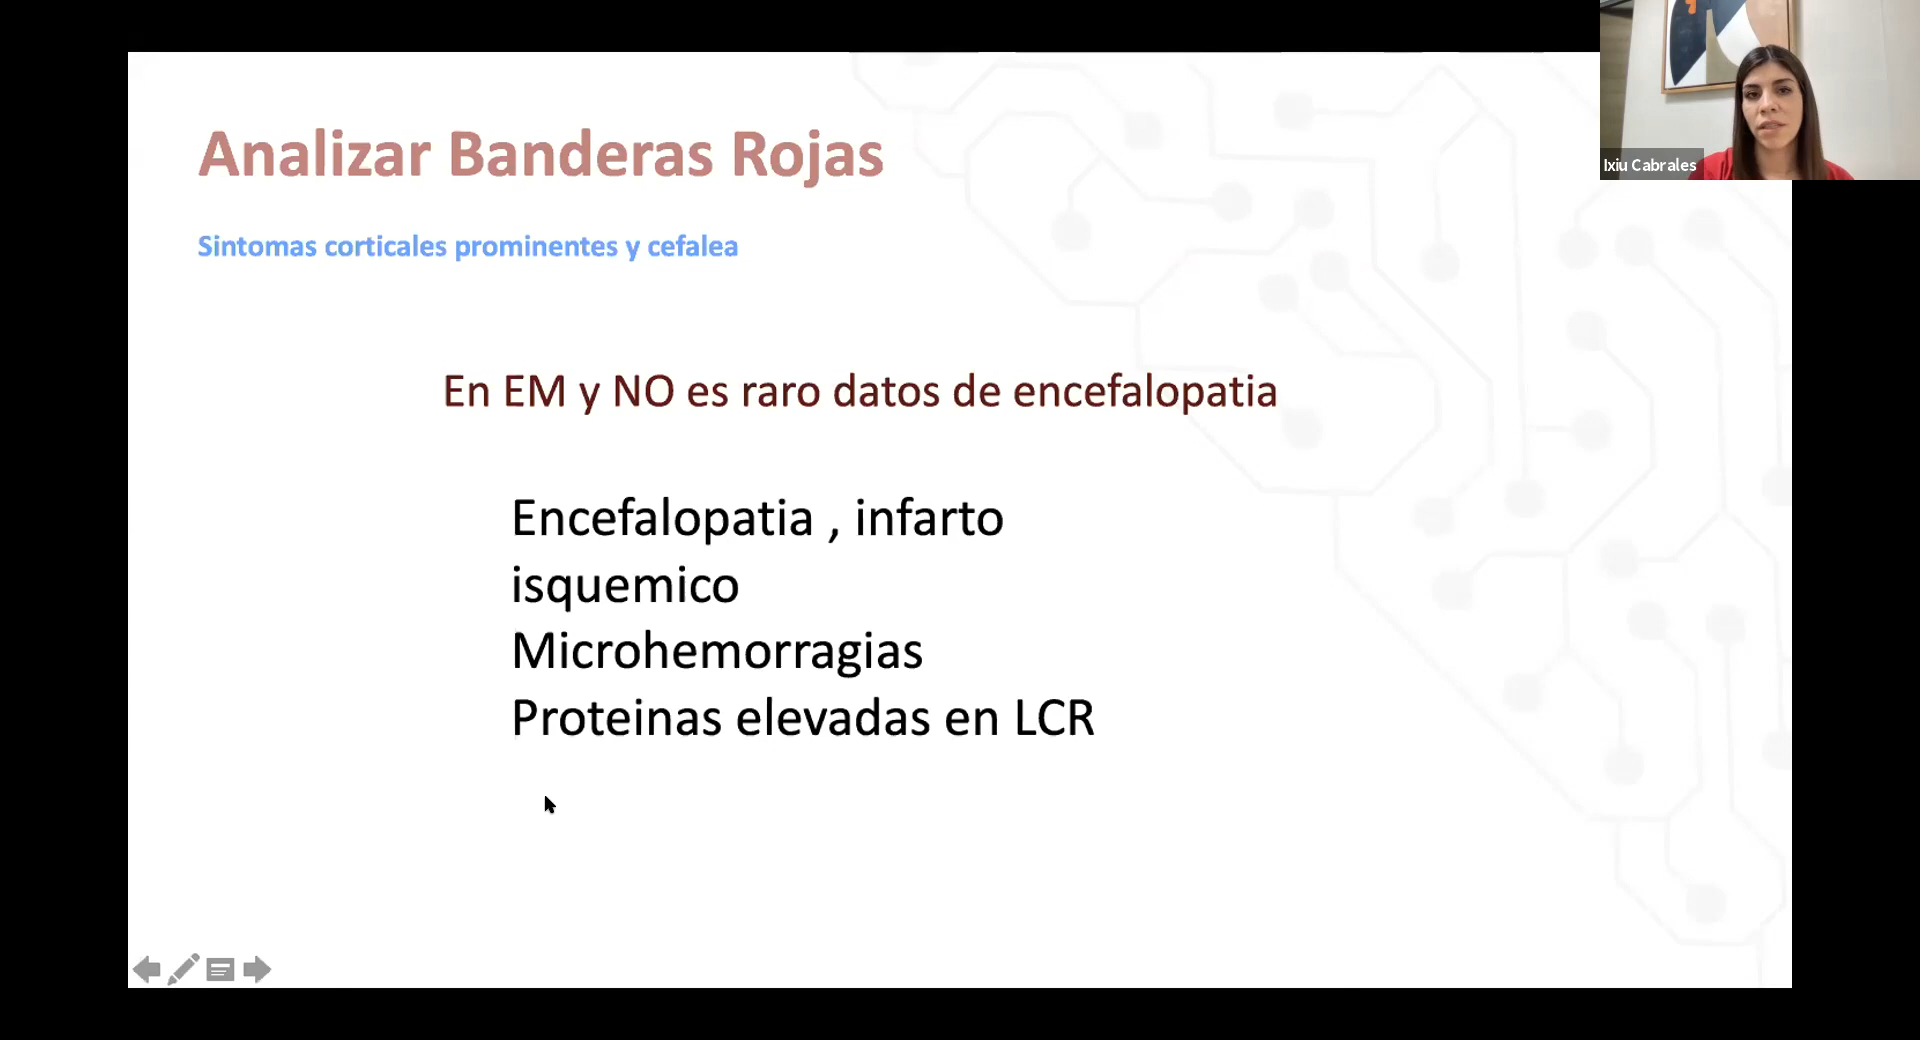 Analizar Banderas Rojas
Sintomas corticales prominentes y cefalea
En EM y NO es raro datos de encefalopatia
Encefalopatia , infarto
isquemico
Microhemorragias
Proteinas elevadas en LCR
Ixiu Cabrales